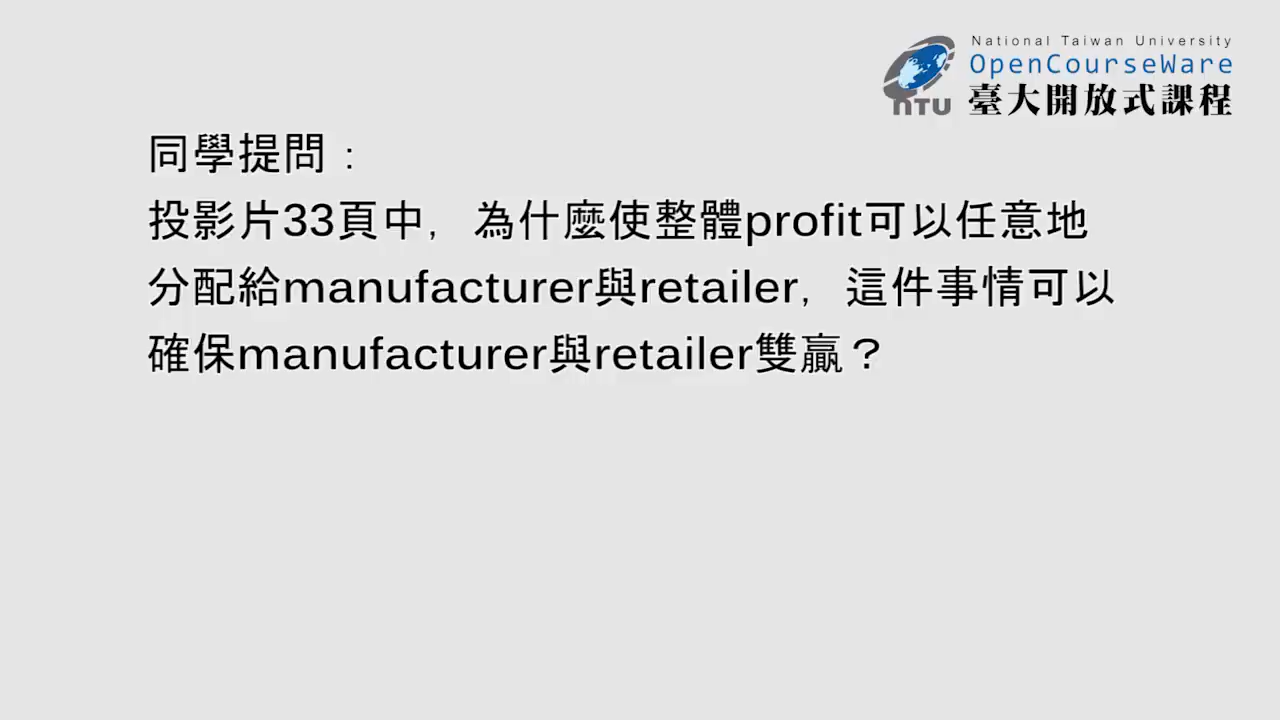 National Taiwan University
OpenCourseWare
NTU
臺大開放式課程
同學提問：
投影片33頁中，為什麼使整體profit可以任意地
分配給manufacturer與retailer，這件事情可以
確保manufacturer與retailer雙贏？